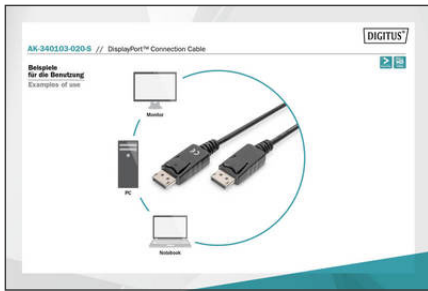 DIGITUS®
AK-340103-020-S // DisplayPort™ Connection Cable
Beispiele
für die Benutzung
Examples of use
Monitor
PC
Notebook